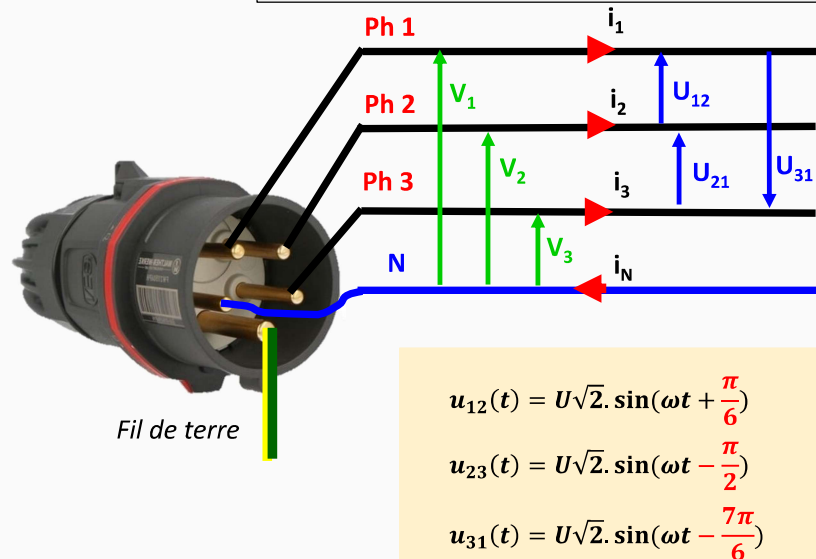 Ph 1
i₁
V₁
U₁₂
Ph 2
i₂
V₂
U₂₁
U₃₁
Ph 3
i₃
V₃
N
i_N
Fil de terre
u₁₂(t) = U√2. sin(ωt + π/6)
u₂₃(t) = U√2. sin(ωt − π/2)
u₃₁(t) = U√2. sin(ωt − 7π/6)